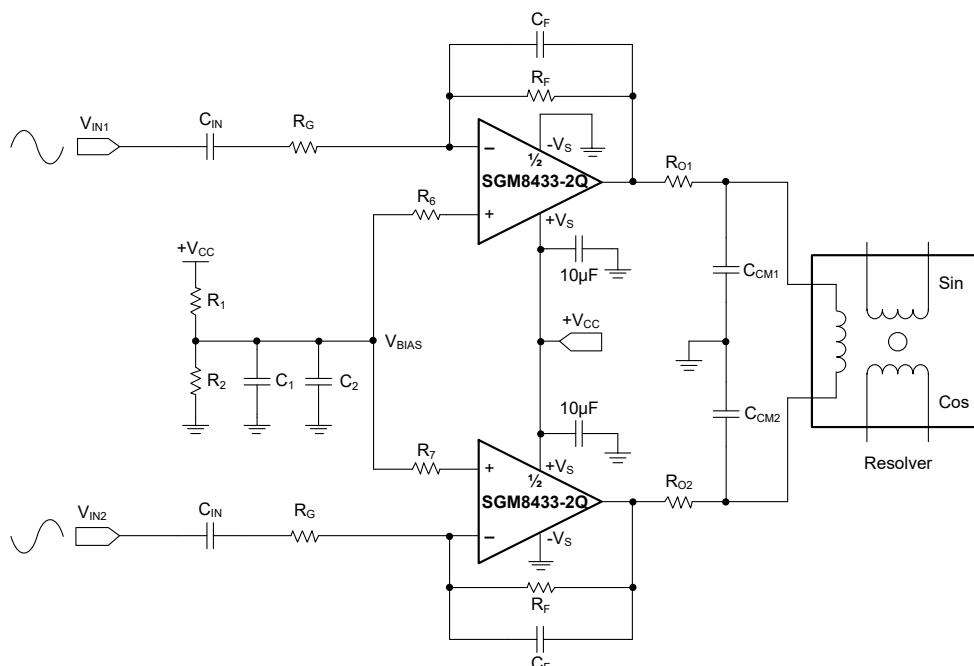 CF
RF
VIN1
CIN
RG
−
½
-VS
SGM8433-2Q
+
+VS
RO1
R6
10µF
+VCC
R1
CCM1
Sin
+VCC
VBIAS
R2
C1
C2
CCM2
Cos
10µF
R7
+
+VS
½
SGM8433-2Q
−
-VS
RO2
Resolver
VIN2
CIN
RG
RF
CF